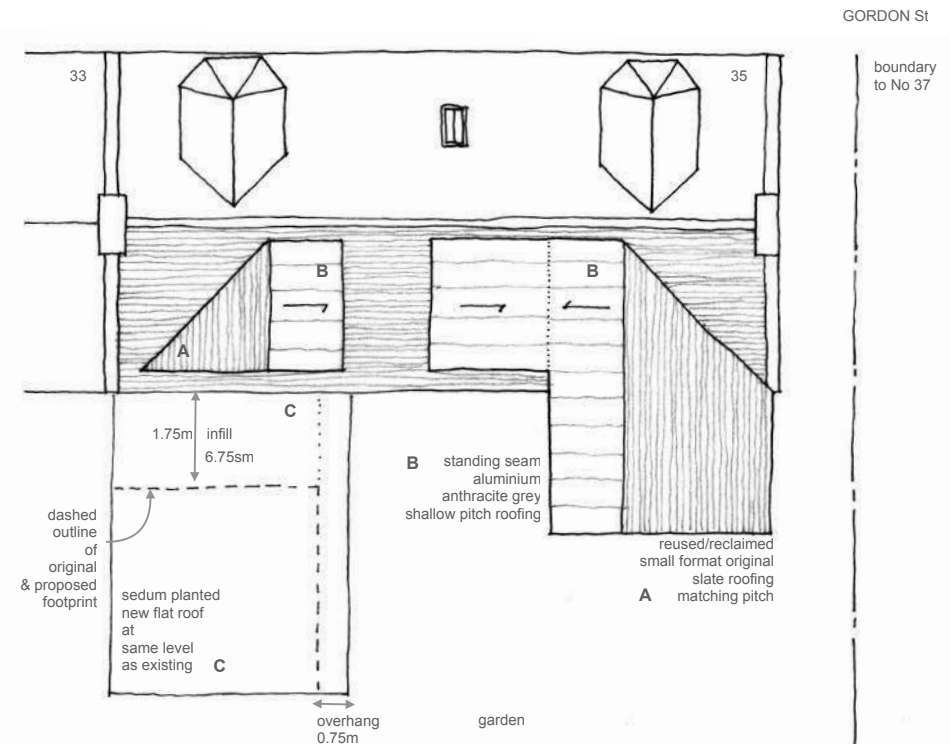 GORDON St
33
35
boundary
to No 37
B
B
A
C
1.75m infill
6.75sm
B standing seam
aluminium
anthracite grey
shallow pitch roofing
dashed
outline
of
original
& proposed
footprint
reused/reclaimed
small format original
slate roofing
A matching pitch
sedum planted
new flat roof
at
same level
as existing C
overhang
0.75m
garden